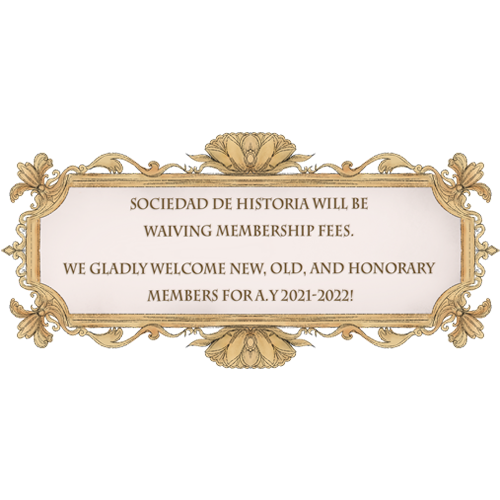 SOCIEDAD DE HISTORIA WILL BE
WAIVING MEMBERSHIP FEES.
WE GLADLY WELCOME NEW, OLD, AND HONORARY
MEMBERS FOR A.Y 2021-2022!